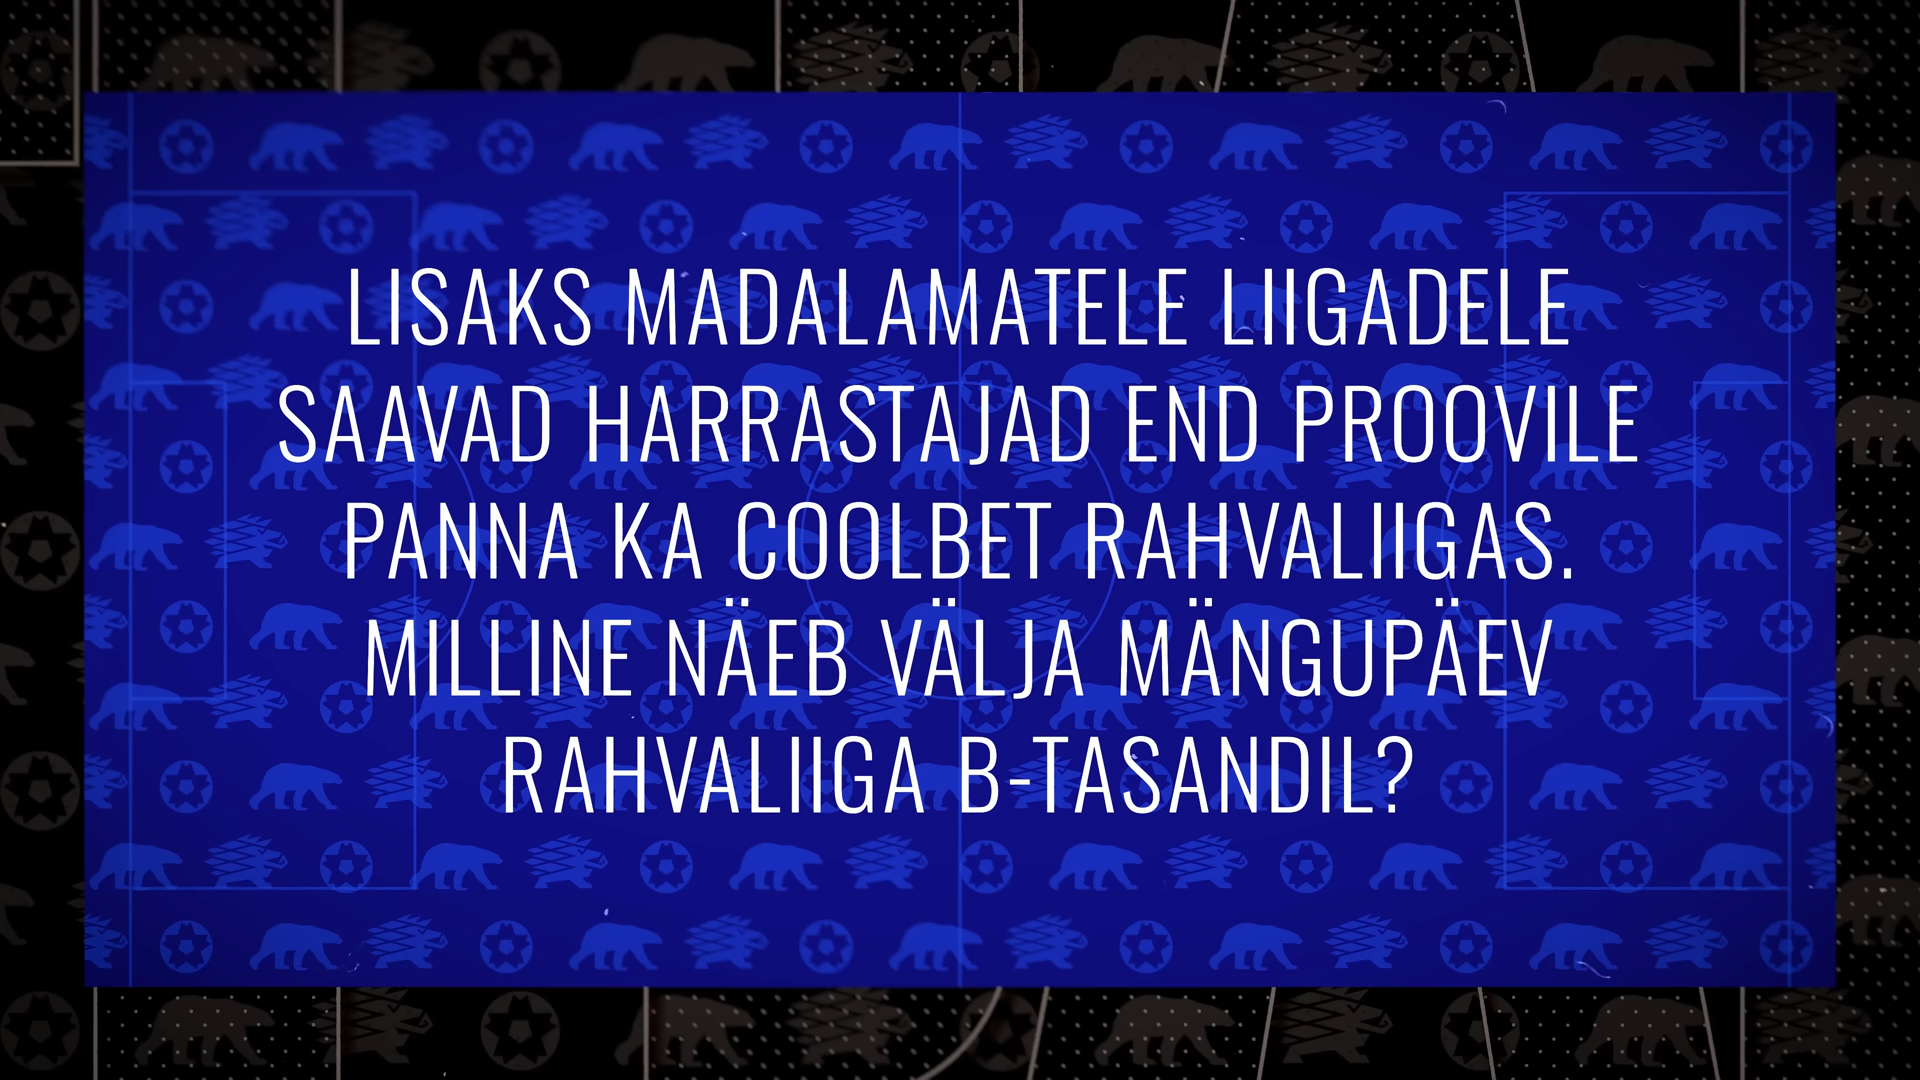 LISAKS MADALAMATELE LIIGADELE
SAAVAD HARRASTAJAD END PROOVILE
PANNA KA COOLBET RAHVALIIGAS.
MILLINE NÄEB VÄLJA MÄNGUPÄEV
RAHVALIIGA B-TASANDIL?